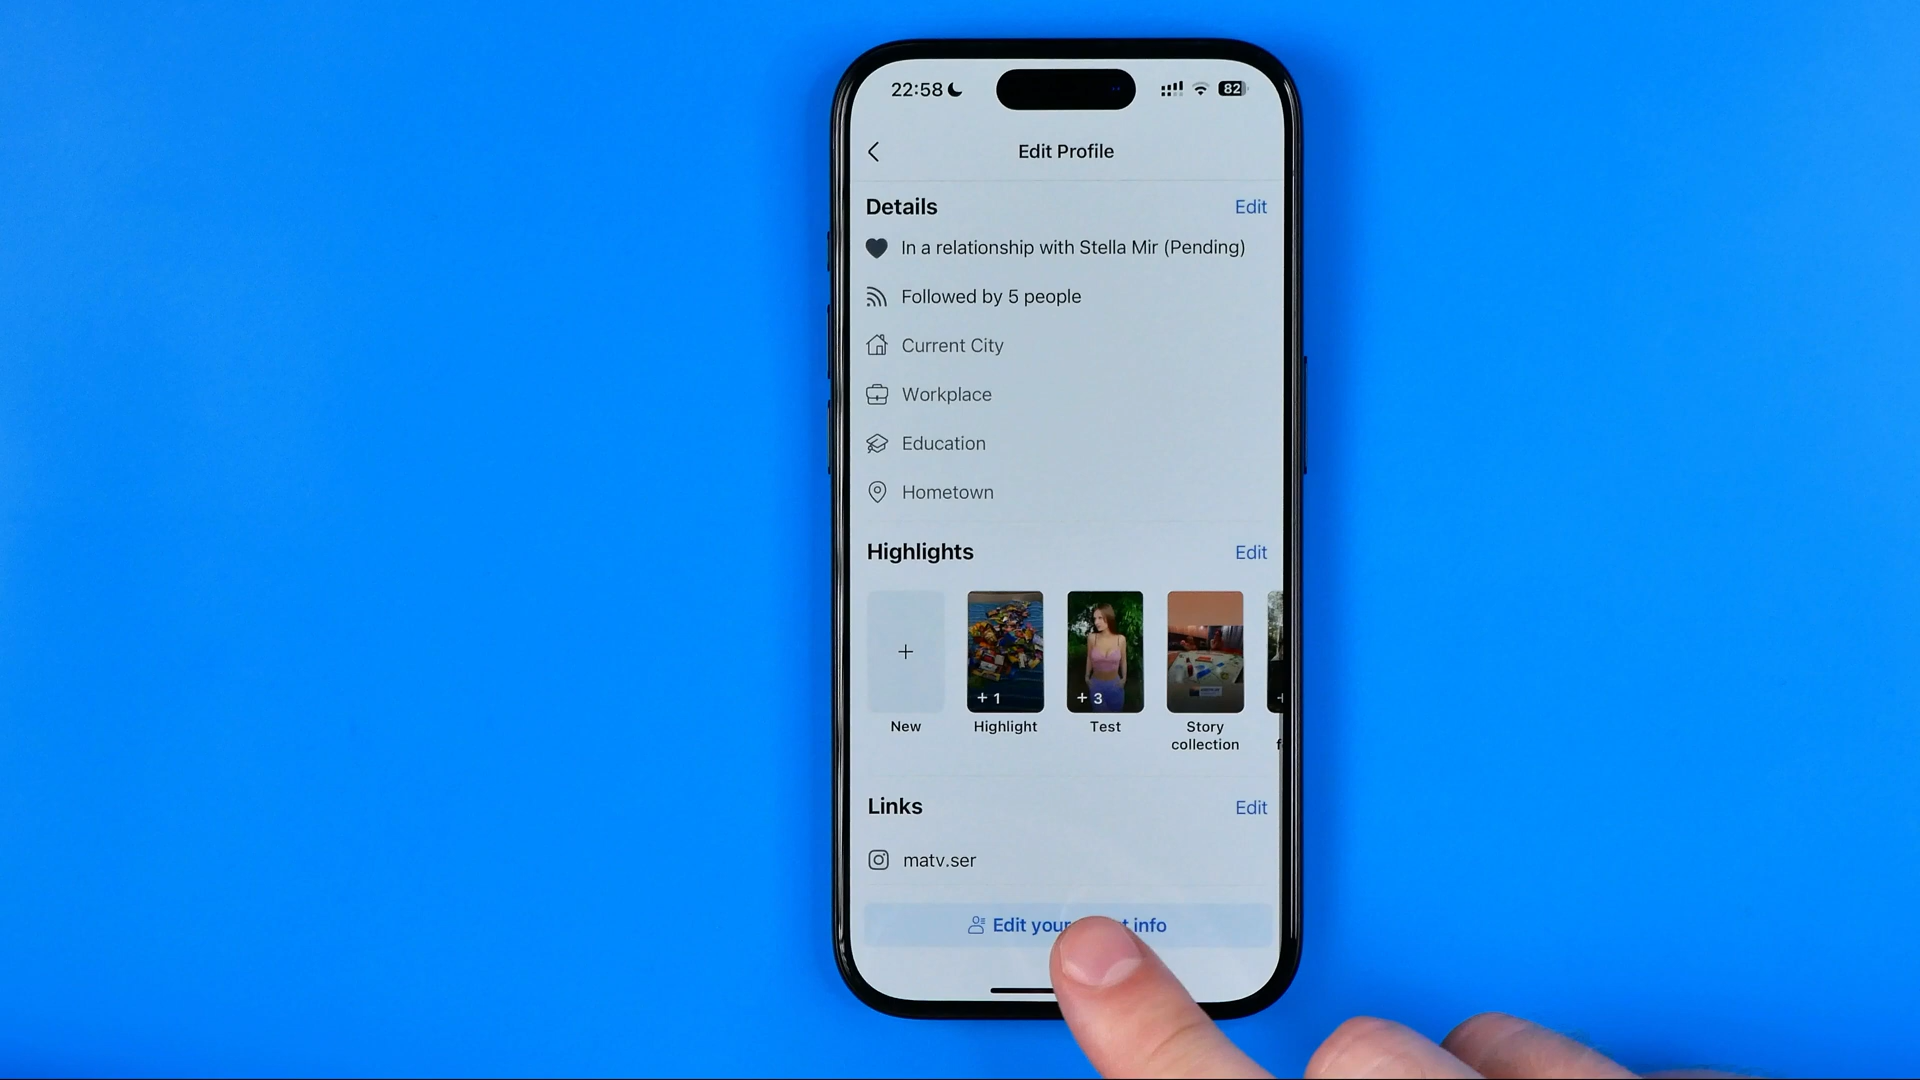 22:58
82
Edit Profile
Details Edit
In a relationship with Stella Mir (Pending)
Followed by 5 people
Current City
Workplace
Education
Hometown
Highlights Edit
+ 1
+ 3
+
New
Highlight
Test
Story
collection
Links Edit
matv.ser
Edit your info